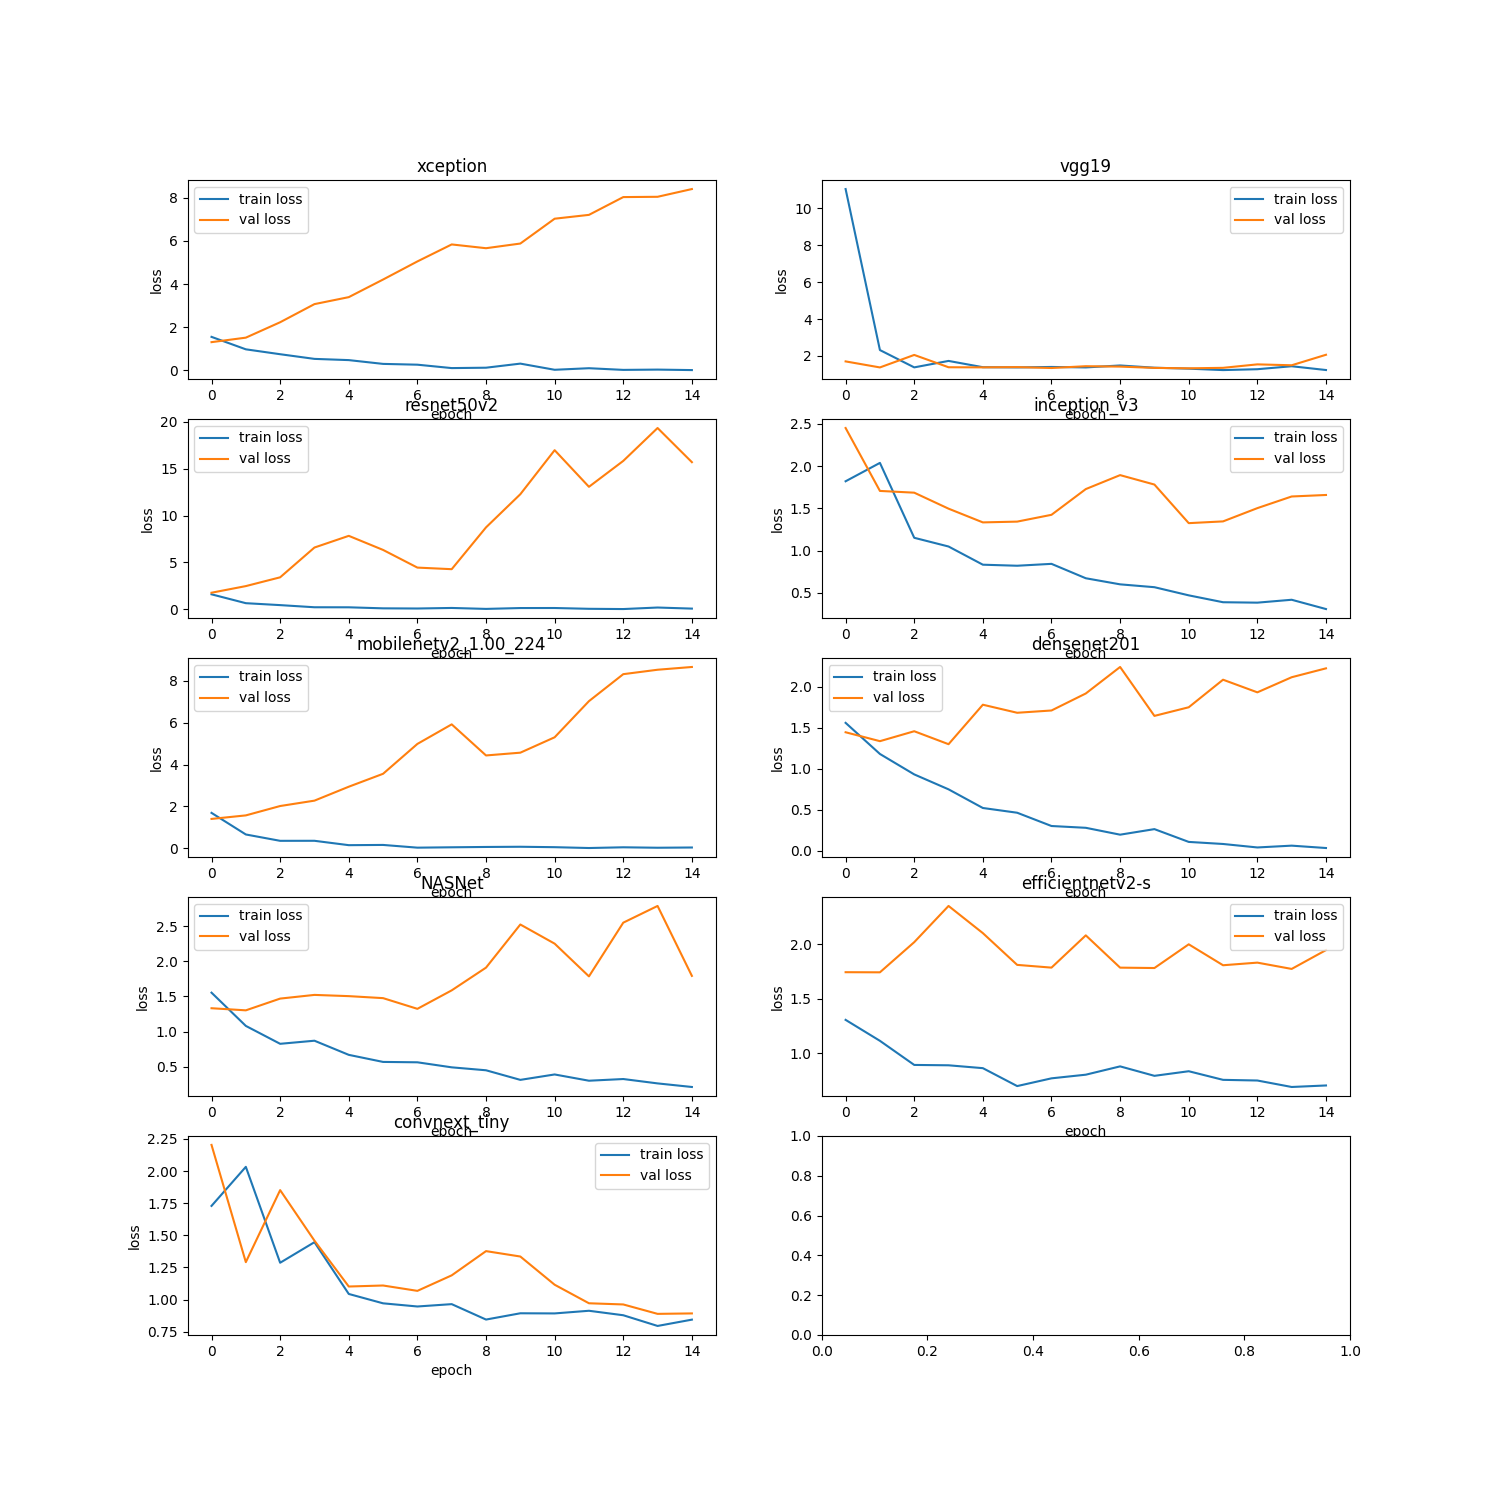 xception
8
6
4
2
0
loss
train loss
val loss
0 2 4 6 8 10 12 14
epoch
vgg19
10
8
6
4
2
loss
train loss
val loss
0 2 4 6 8 10 12 14
epoch
resnet50v2
20
15
10
5
0
loss
train loss
val loss
0 2 4 6 8 10 12 14
epoch
inception_v3
2.5
2.0
1.5
1.0
0.5
loss
train loss
val loss
0 2 4 6 8 10 12 14
epoch
mobilenetv2_1.00_224
8
6
4
2
0
loss
train loss
val loss
0 2 4 6 8 10 12 14
epoch
densenet201
2.0
1.5
1.0
0.5
0.0
loss
train loss
val loss
0 2 4 6 8 10 12 14
epoch
NASNet
2.5
2.0
1.5
1.0
0.5
loss
train loss
val loss
0 2 4 6 8 10 12 14
epoch
efficientnetv2-s
2.0
1.5
1.0
loss
train loss
val loss
0 2 4 6 8 10 12 14
epoch
convnext_tiny
2.25
2.00
1.75
1.50
1.25
1.00
0.75
loss
train loss
val loss
0 2 4 6 8 10 12 14
epoch
1.0
0.8
0.6
0.4
0.2
0.0
0.0 0.2 0.4 0.6 0.8 1.0